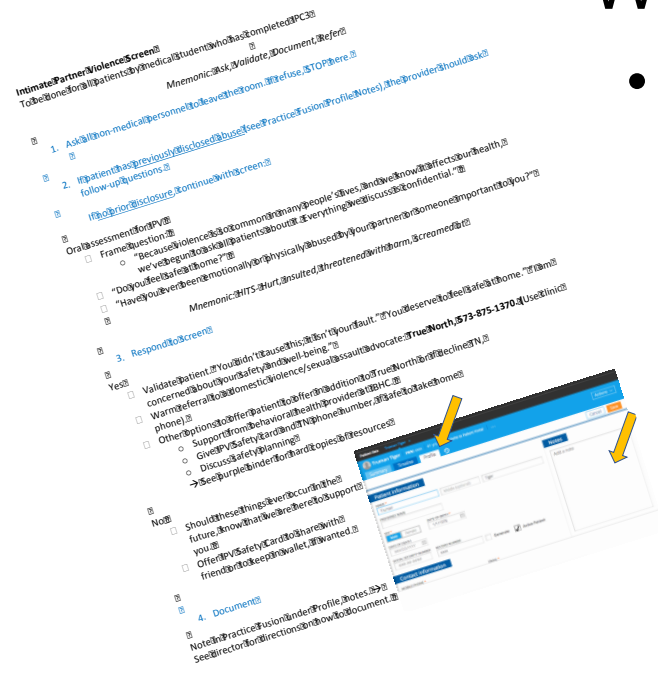 Intimate Partner Violence Screen
To be done for all patients by medical student who has completed IPC3
Mnemonic: Ask, Validate, Document, Refer
1. Ask all non-medical personnel to leave the room. If refuse, STOP here.
2. If patient has previously disclosed abuse (see Practice Fusion Profile Notes), the provider should ask
follow-up questions.
If no prior disclosure, continue with screen:
Oral assessment for IPV
Frame question.
○ “Because violence is so common in many people’s lives, and we know it affects our health,
we’ve begun to ask all patients about it. Everything we discuss is confidential.”
“Do you feel safe at home?”
“Have you ever been emotionally or physically abused by your partner or someone important to you?”
Mnemonic: HITS- Hurt, insulted, threatened with harm, screamed at
3. Respond to screen
Yes
Validate patient. “You didn’t cause this; it isn’t your fault.” “You deserve to feel safe at home.” “I am
concerned about your safety and well-being.”
Warm referral to a domestic violence/sexual assault advocate: True North, 573-875-1370. (Use clinic
phone).
Other options to offer patient to offer in addition to True North or if decline TN,
○ Support from behavioral health provider at BHC.
○ Give IPV Safety card and TN phone number, if safe to take home
○ Discuss safety planning
→ See purple binder for hard copies of resources
No
Should these things ever occur in the
future, know that we are here to support
you.
Offer IPV Safety Card to share with
friend or to keep in wallet, if wanted.
4. Document
Note in Practice Fusion under Profile, notes. →
See director for directions on how to document.
Summary
Timeline
Profile
Actions
Cancel
Patient information
Notes
Add a note
Contact information